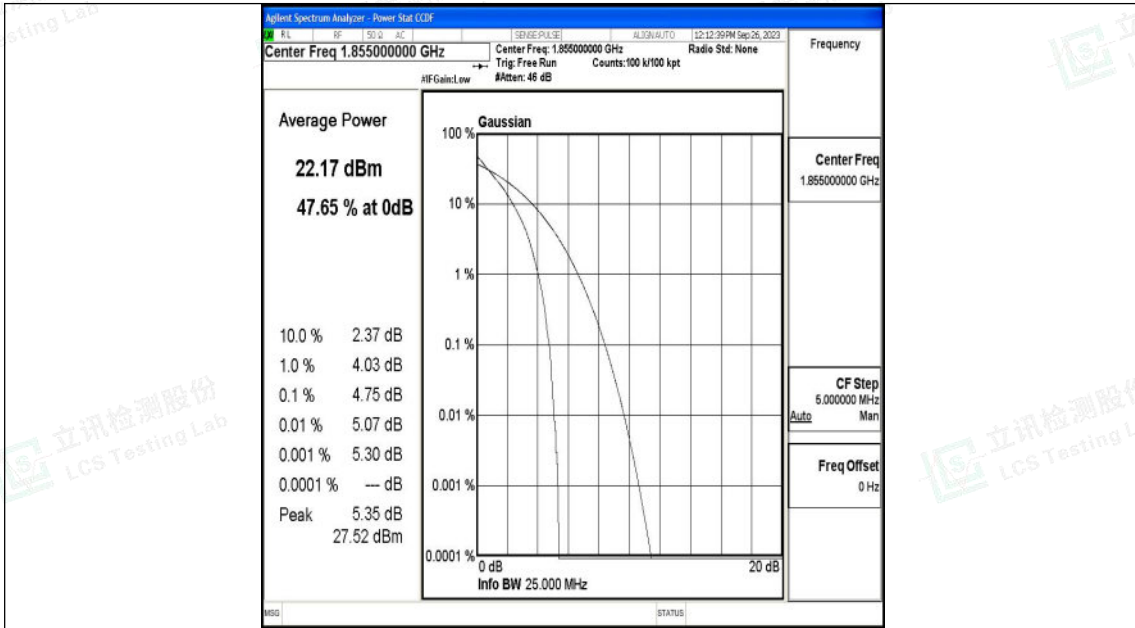 Agilent Spectrum Analyzer - Power Stat CCDF
RL RF 50 Ω AC SENSE:PULSE ALIGNAUTO 12:12:39 PM Sep 26, 2023
Center Freq 1.855000000 GHz
Center Freq: 1.855000000 GHz Radio Std: None
Trig: Free Run Counts:100 k/100 kpt
#IFGain:Low #Atten: 46 dB
Frequency
Average Power
22.17 dBm
47.65 % at 0dB
10.0 % 2.37 dB
1.0 % 4.03 dB
0.1 % 4.75 dB
0.01 % 5.07 dB
0.001 % 5.30 dB
0.0001 % --- dB
Peak 5.35 dB
27.52 dBm
Gaussian
100 %
10 %
1 %
0.1 %
0.01 %
0.001 %
0.0001 %
0 dB 20 dB
Info BW 25.000 MHz
Center Freq
1.855000000 GHz
CF Step
5.000000 MHz
Auto Man
Freq Offset
0 Hz
MSG STATUS
立讯检测股份
LCS Testing Lab
立讯检测股份
LCS Testing L
sting Lab
立